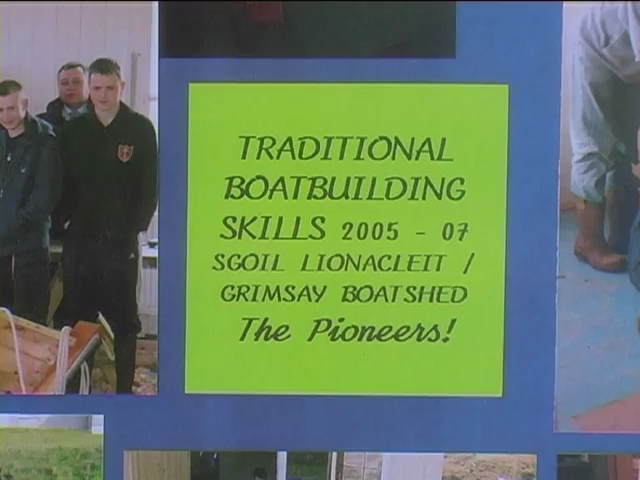 TRADITIONAL
BOATBUILDING
SKILLS 2005 - 07
SGOIL LIONACLEIT /
GRIMSAY BOATSHED
The Pioneers!